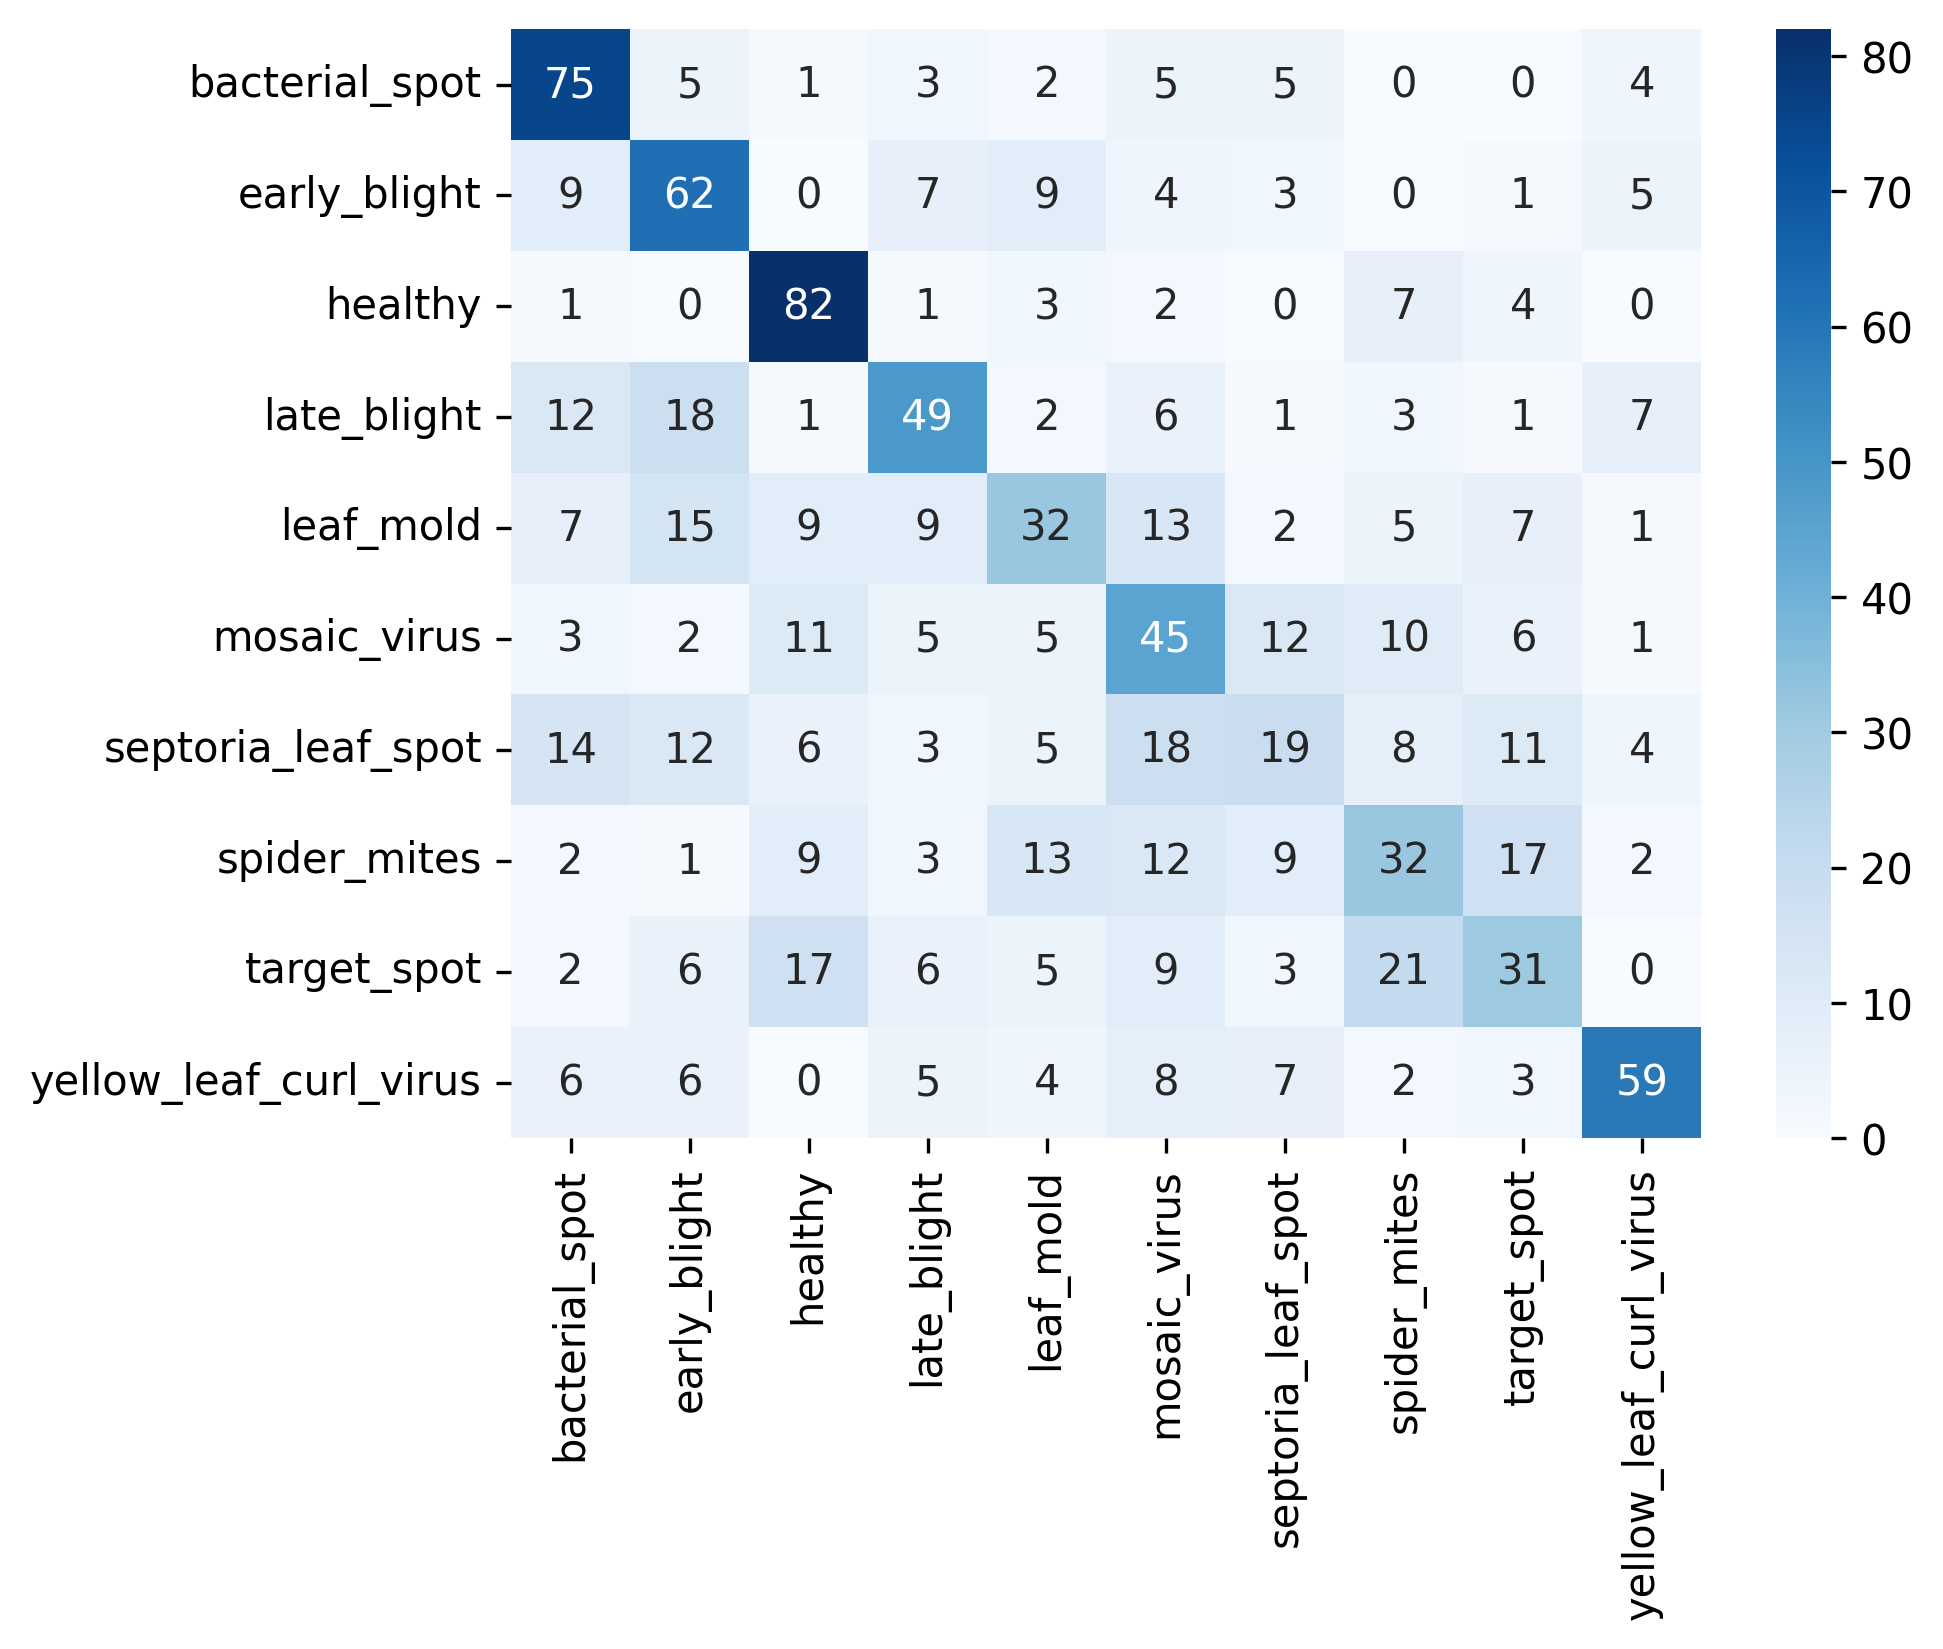 bacterial_spot 75 5 1 3 2 5 5 0 0 4
early_blight 9 62 0 7 9 4 3 0 1 5
healthy 1 0 82 1 3 2 0 7 4 0
late_blight 12 18 1 49 2 6 1 3 1 7
leaf_mold 7 15 9 9 32 13 2 5 7 1
mosaic_virus 3 2 11 5 5 45 12 10 6 1
septoria_leaf_spot 14 12 6 3 5 18 19 8 11 4
spider_mites 2 1 9 3 13 12 9 32 17 2
target_spot 2 6 17 6 5 9 3 21 31 0
yellow_leaf_curl_virus 6 6 0 5 4 8 7 2 3 59
bacterial_spot
early_blight
healthy
late_blight
leaf_mold
mosaic_virus
septoria_leaf_spot
spider_mites
target_spot
yellow_leaf_curl_virus
80
70
60
50
40
30
20
10
0